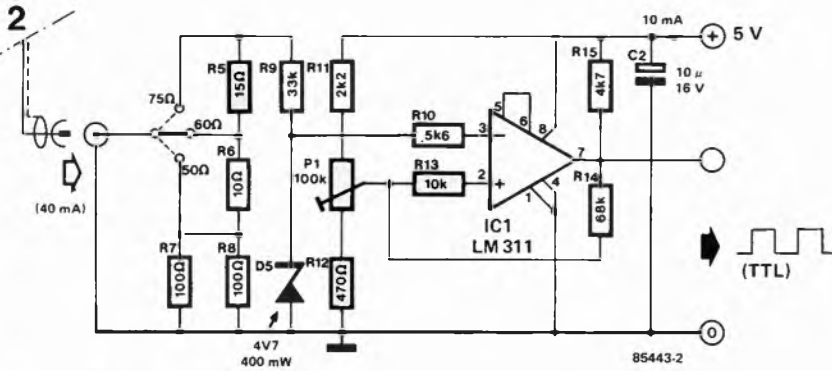 2
10 mA
5 V
R5
15Ω
R9
33k
R11
2k2
R15
4k7
C2
10 µ
16 V
75Ω
60Ω
50Ω
(40 mA)
R6
10Ω
R7
100Ω
R8
100Ω
D5
4V7
400 mW
P1
100k
R12
470Ω
R10
5k6
R13
10k
3
2
5
6
8
7
1
4
IC1
LM 311
R14
68k
(TTL)
85443-2